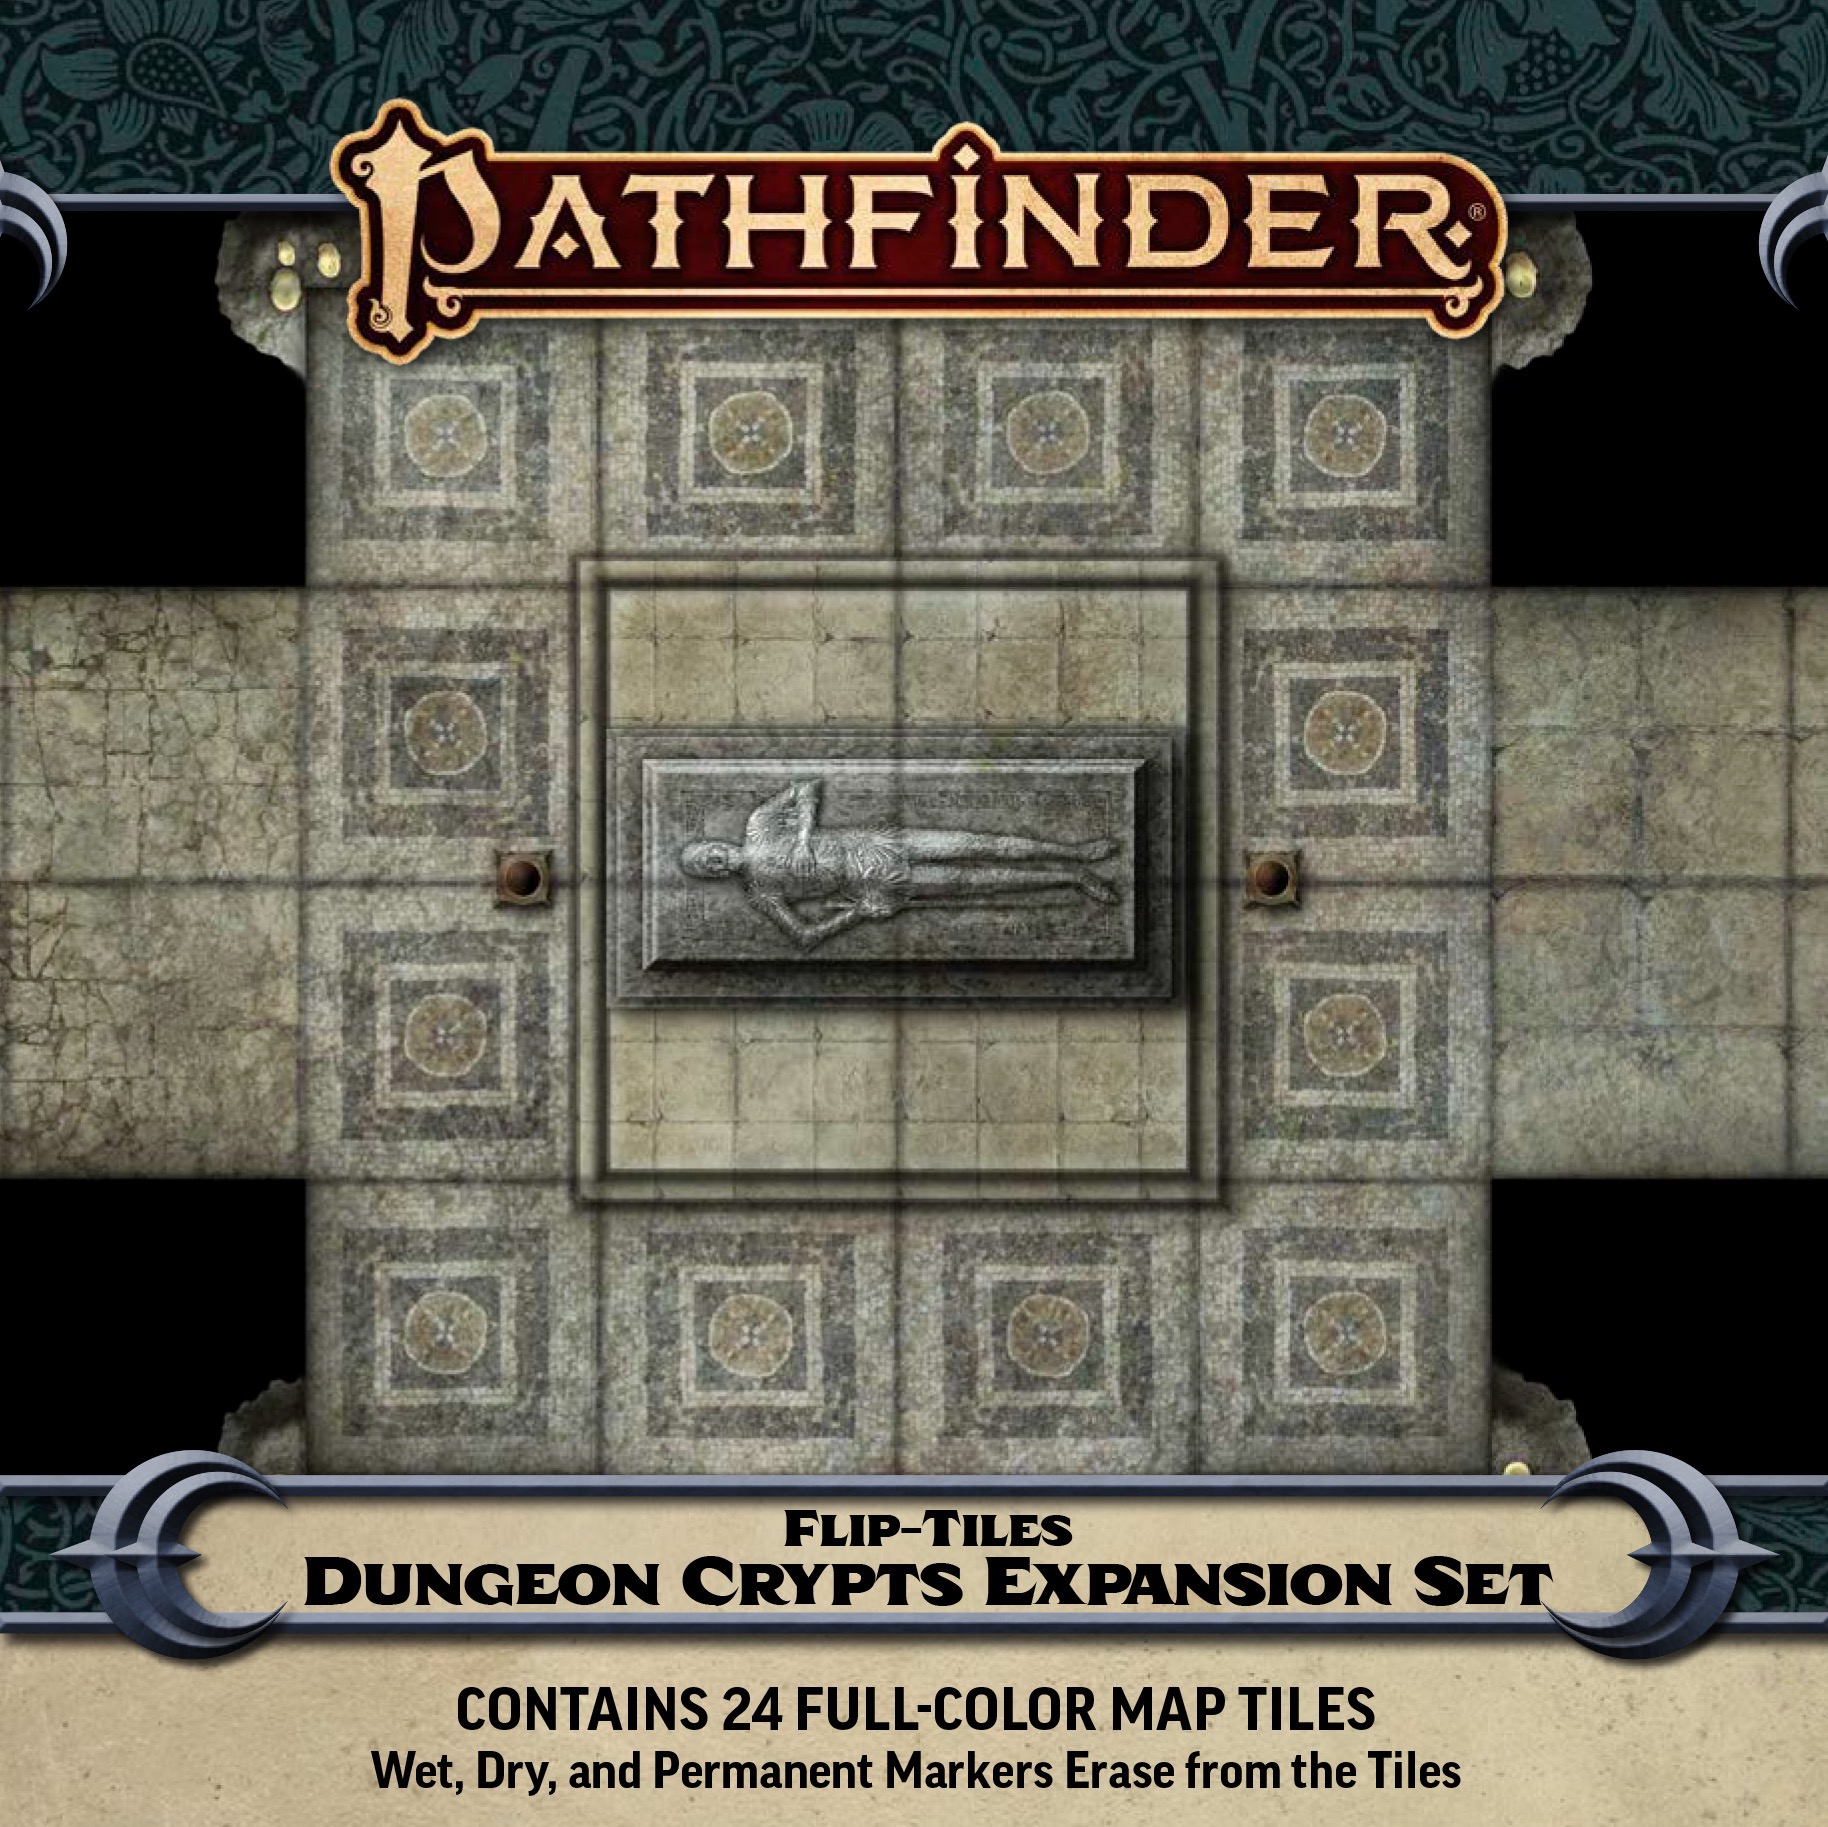 PATHFINDER®
FLIP-TILES
DUNGEON CRYPTS EXPANSION SET
CONTAINS 24 FULL-COLOR MAP TILES
Wet, Dry, and Permanent Markers Erase from the Tiles